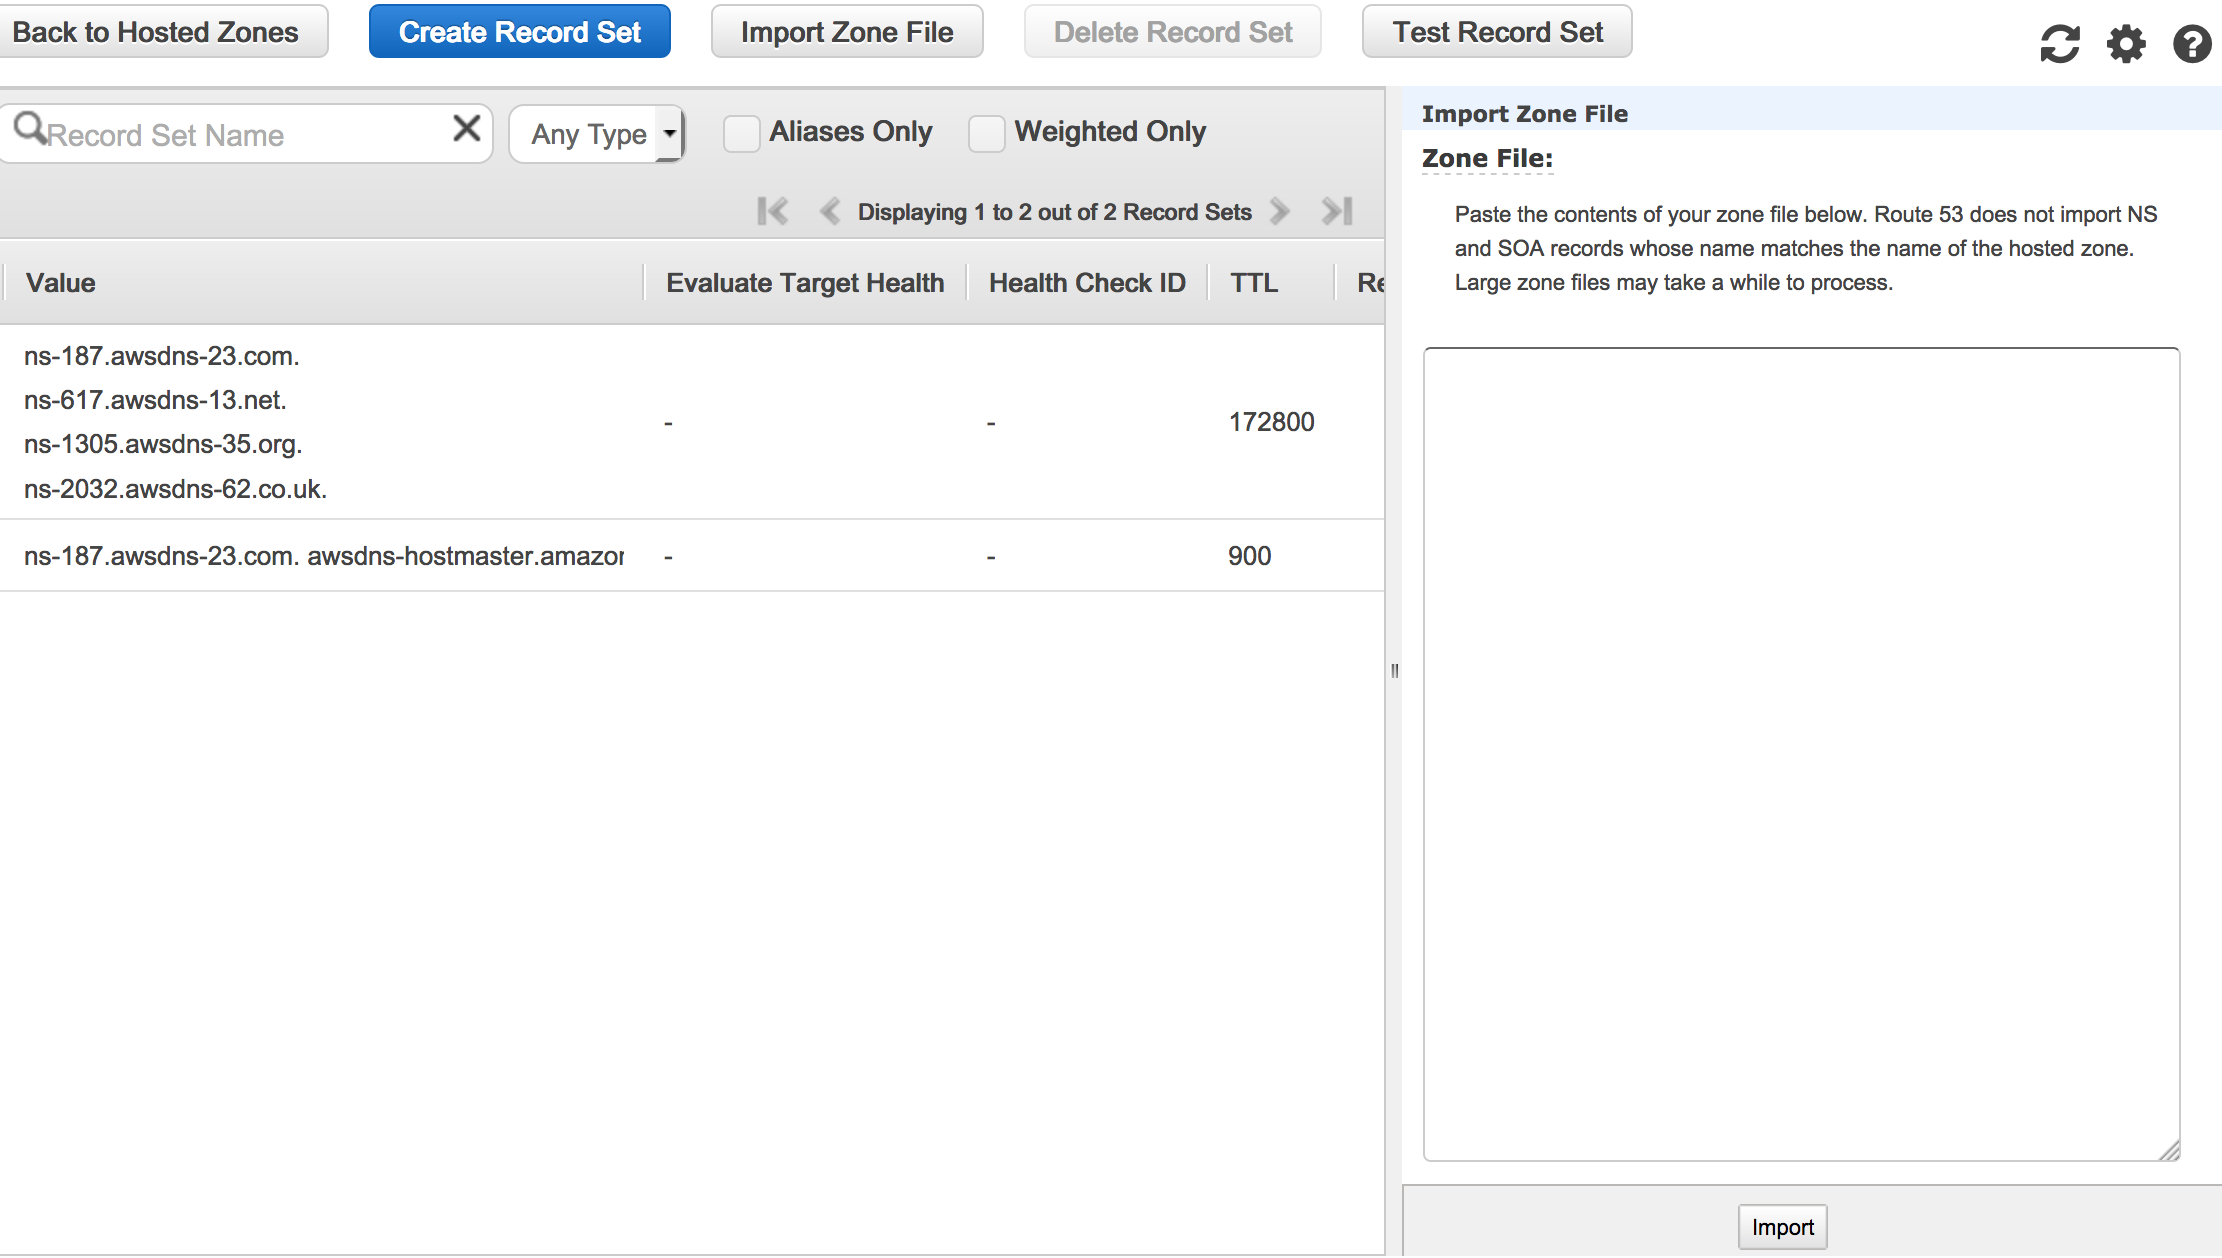 Back to Hosted Zones Create Record Set Import Zone File Delete Record Set Test Record Set
Record Set Name Any Type Aliases Only Weighted Only
Displaying 1 to 2 out of 2 Record Sets
Value Evaluate Target Health Health Check ID TTL Re
ns-187.awsdns-23.com.
ns-617.awsdns-13.net.
ns-1305.awsdns-35.org.
ns-2032.awsdns-62.co.uk.
- - 172800
ns-187.awsdns-23.com. awsdns-hostmaster.amazon - - 900
Import Zone File
Zone File:
Paste the contents of your zone file below. Route 53 does not import NS
and SOA records whose name matches the name of the hosted zone.
Large zone files may take a while to process.
Import